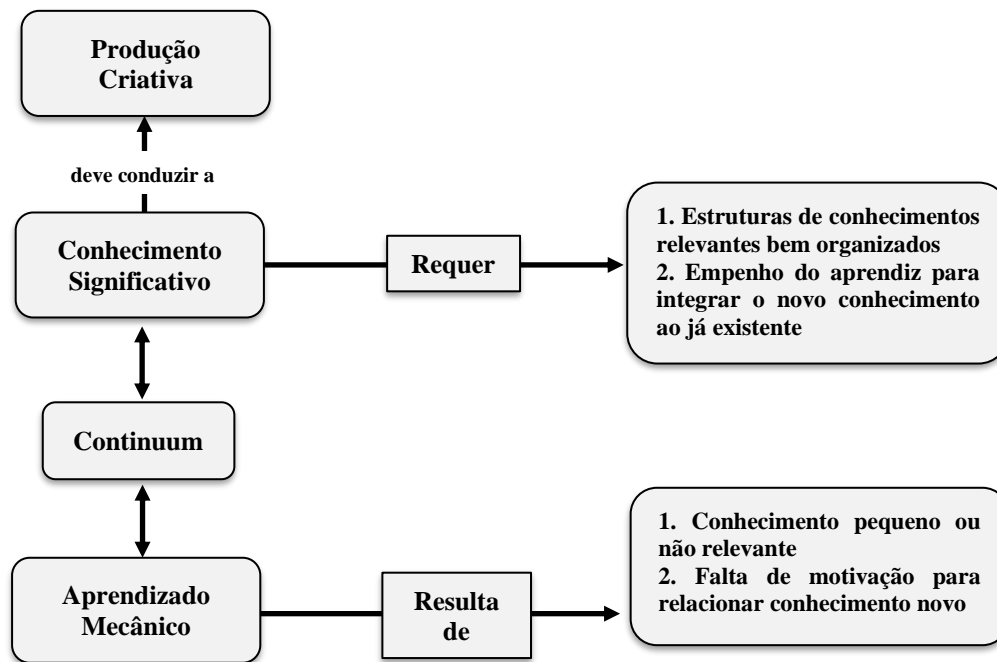 Produção
Criativa
deve conduzir a
Conhecimento
Significativo
Requer
1. Estruturas de conhecimentos
relevantes bem organizados
2. Empenho do aprendiz para
integrar o novo conhecimento
ao já existente
Continuum
Aprendizado
Mecânico
Resulta
de
1. Conhecimento pequeno ou
não relevante
2. Falta de motivação para
relacionar conhecimento novo